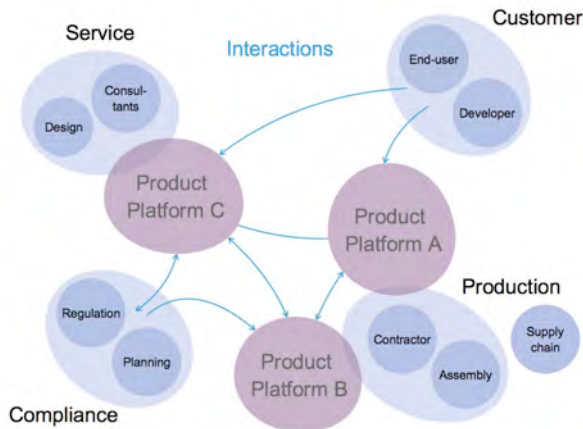 Customer
Service
Interactions
End-user
Consul-
tants
Design
Developer
Product
Platform C
Product
Platform A
Production
Regulation
Contractor
Supply
chain
Planning
Product
Platform B
Assembly
Compliance